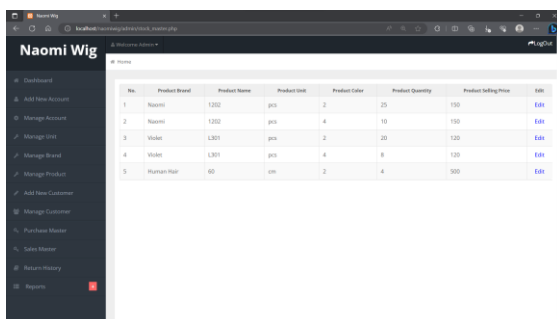 Naomi Wig
localhost/naomiwig/admin/stock_master.php
Naomi Wig
Welcome Admin
LogOut
Home
Dashboard
Add New Account
Manage Account
Manage Unit
Manage Brand
Manage Product
Add New Customer
Manage Customer
Purchase Master
Sales Master
Return History
Reports
No. Product Brand Product Name Product Unit Product Color Product Quantity Product Selling Price Edit
1 Naomi 1202 pcs 2 25 150 Edit
2 Naomi 1202 pcs 4 10 150 Edit
3 Violet L301 pcs 2 20 120 Edit
4 Violet L301 pcs 4 8 120 Edit
5 Human Hair 60 cm 2 4 500 Edit